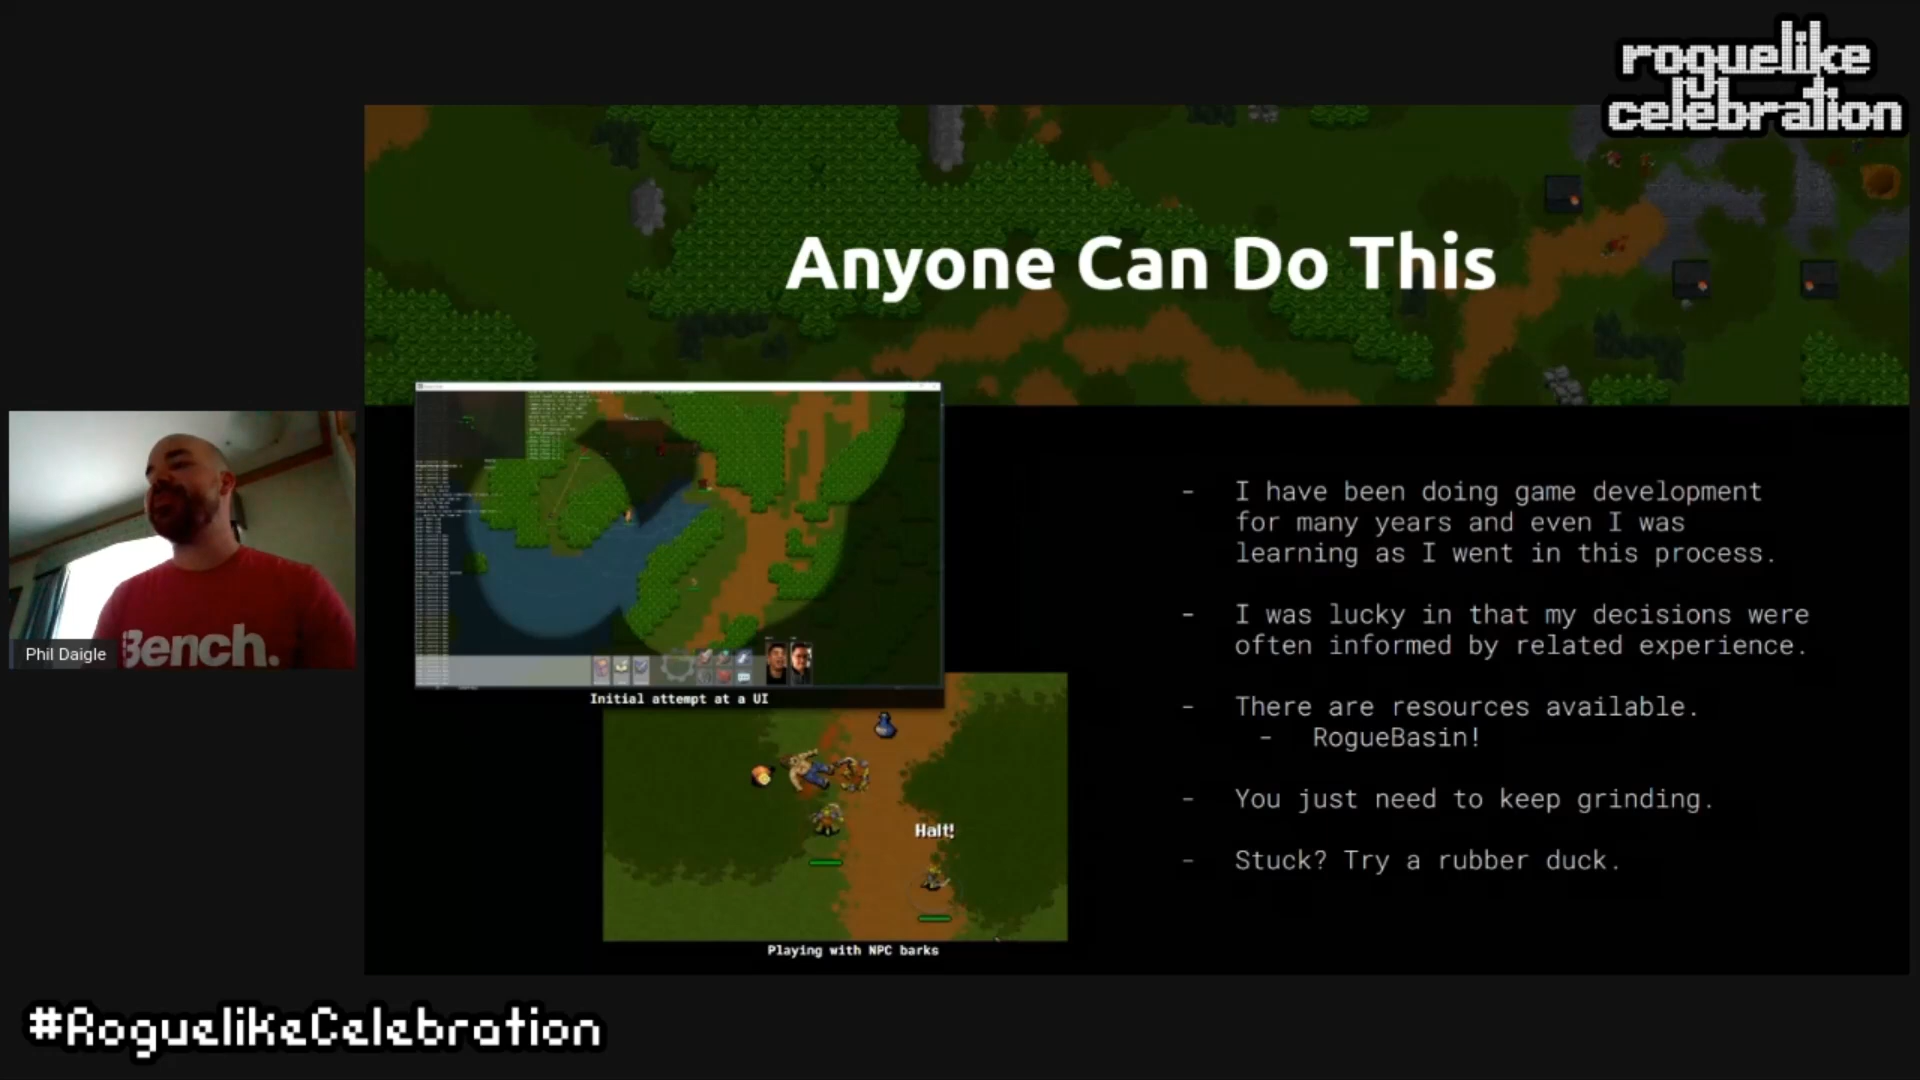 roguelike
celebration
Anyone Can Do This
Initial attempt at a UI
Halt!
Playing with NPC barks
- I have been doing game development
for many years and even I was
learning as I went in this process.
- I was lucky in that my decisions were
often informed by related experience.
- There are resources available.
- RogueBasin!
- You just need to keep grinding.
- Stuck? Try a rubber duck.
Bench.
Phil Daigle
#RoguelikeCelebration